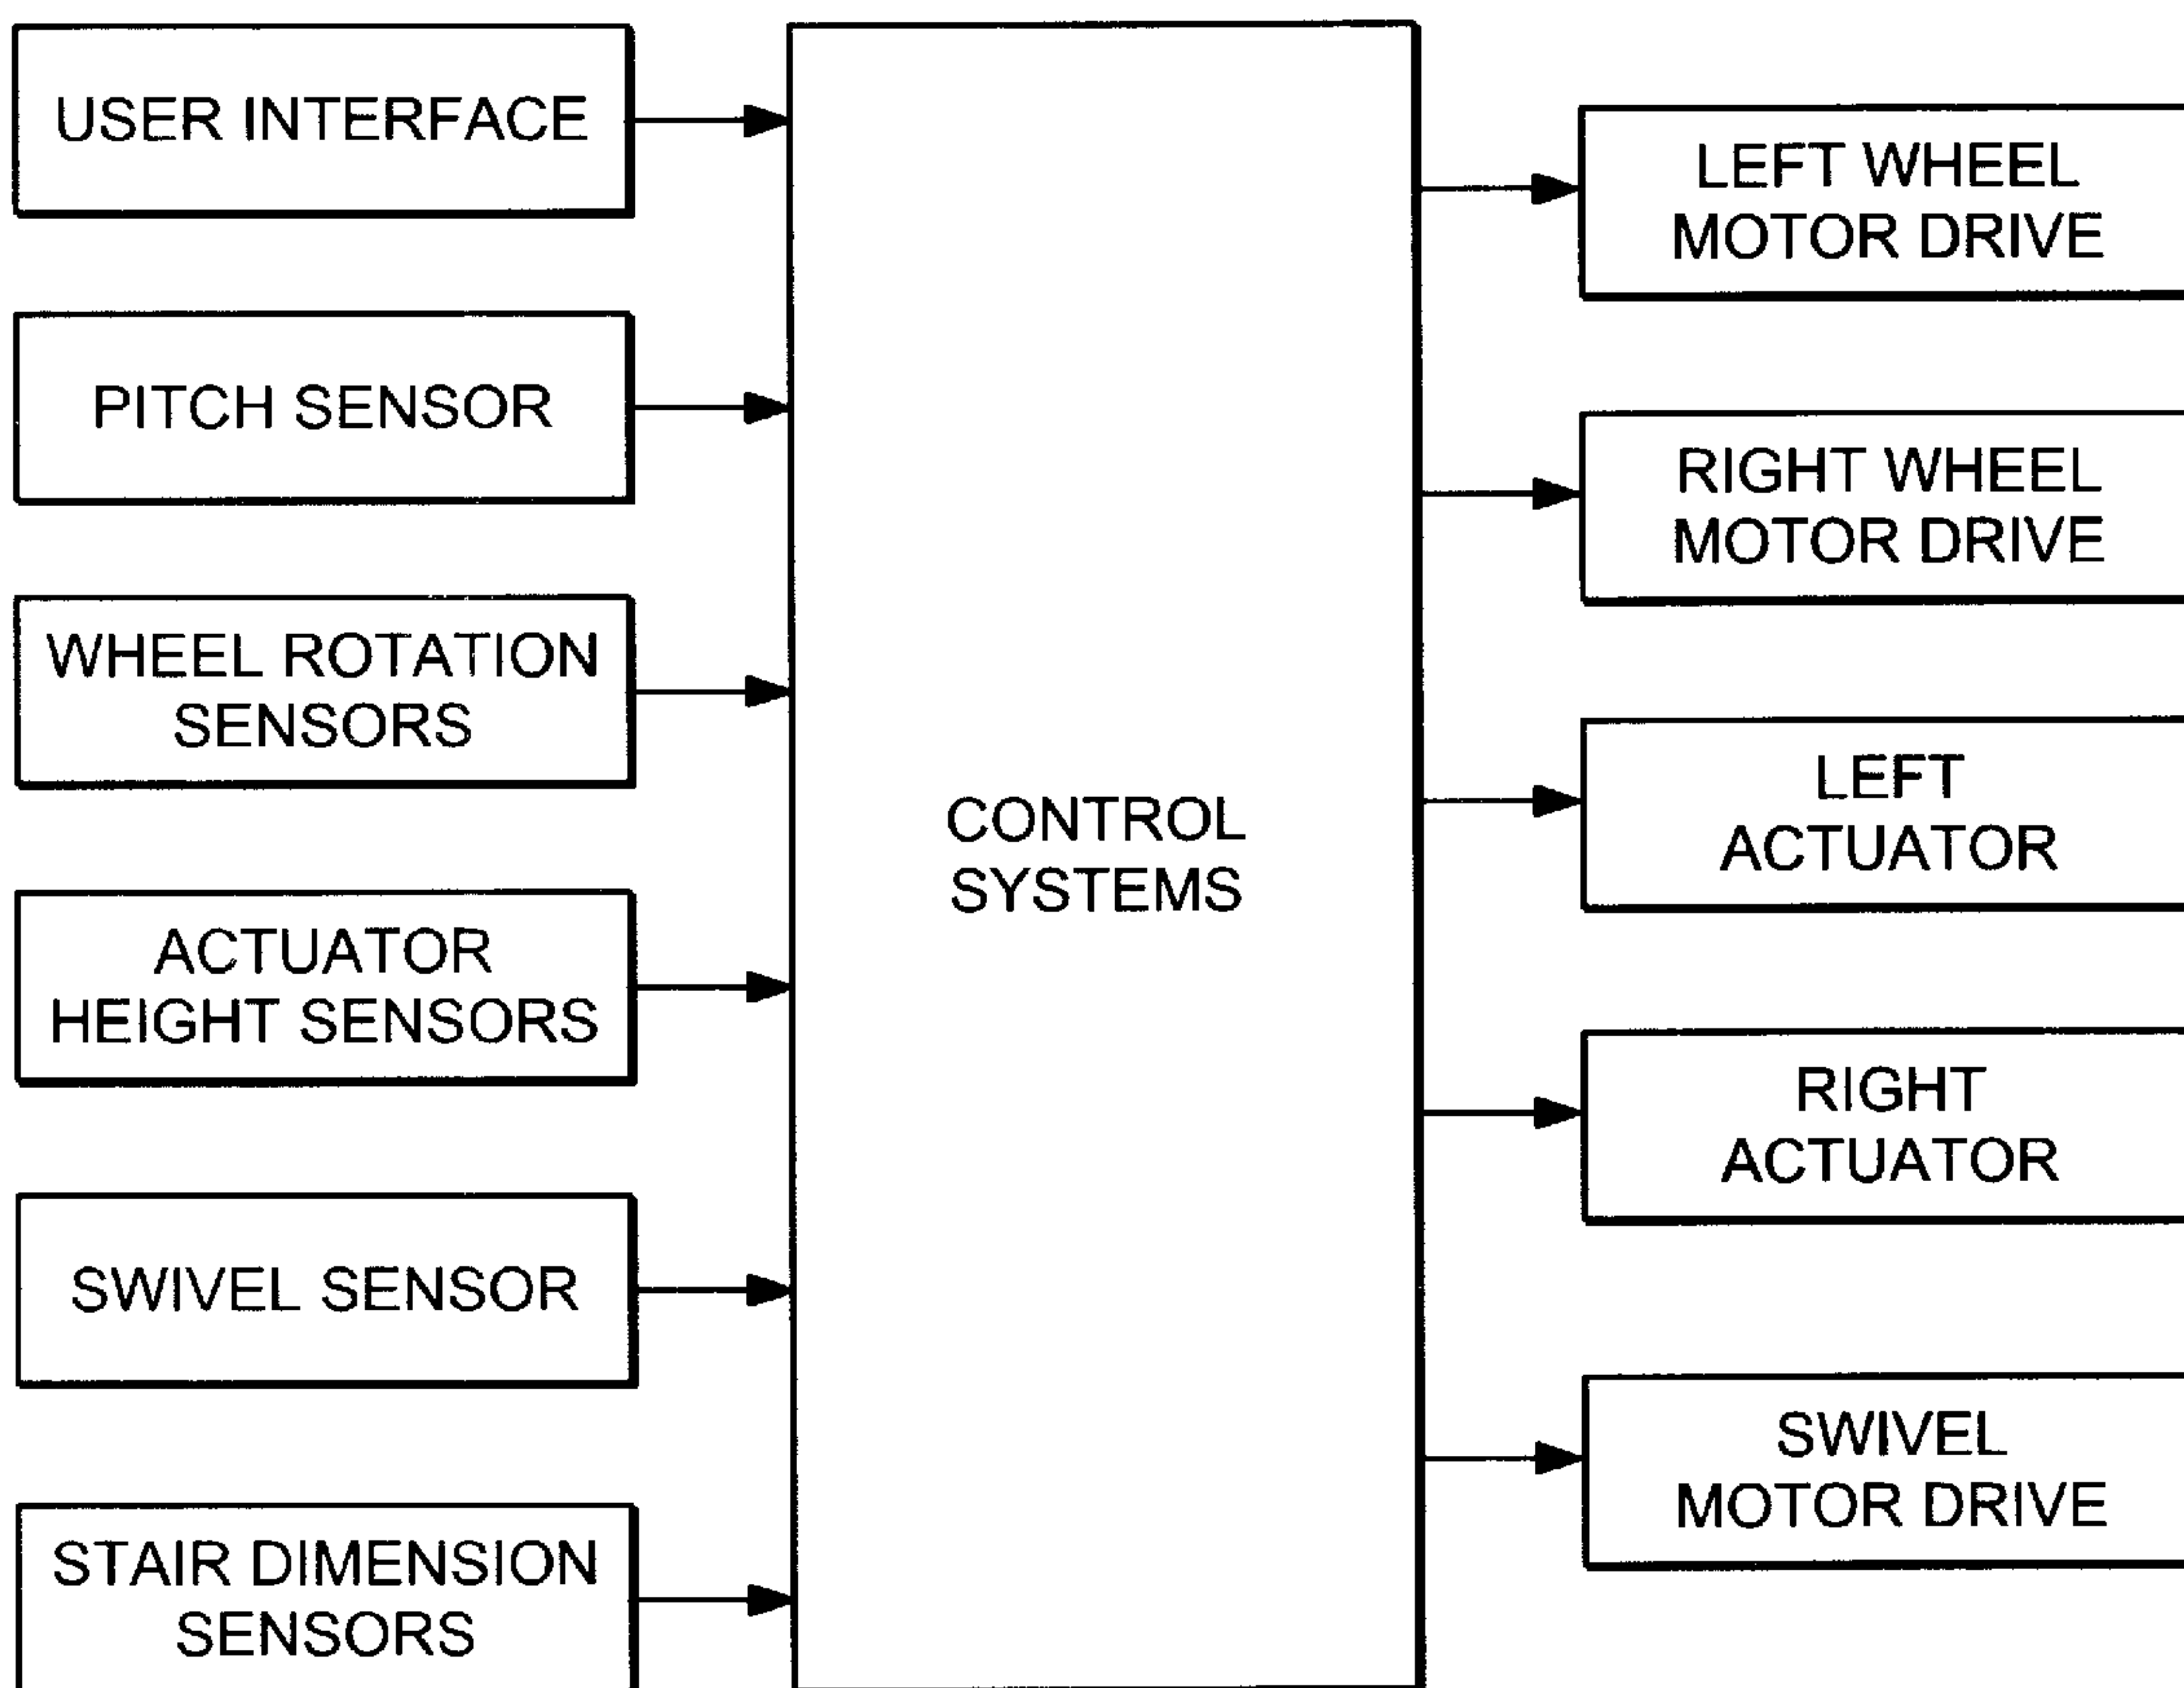 USER INTERFACE
PITCH SENSOR
WHEEL ROTATION
SENSORS
ACTUATOR
HEIGHT SENSORS
SWIVEL SENSOR
STAIR DIMENSION
SENSORS
CONTROL
SYSTEMS
LEFT WHEEL
MOTOR DRIVE
RIGHT WHEEL
MOTOR DRIVE
LEFT
ACTUATOR
RIGHT
ACTUATOR
SWIVEL
MOTOR DRIVE